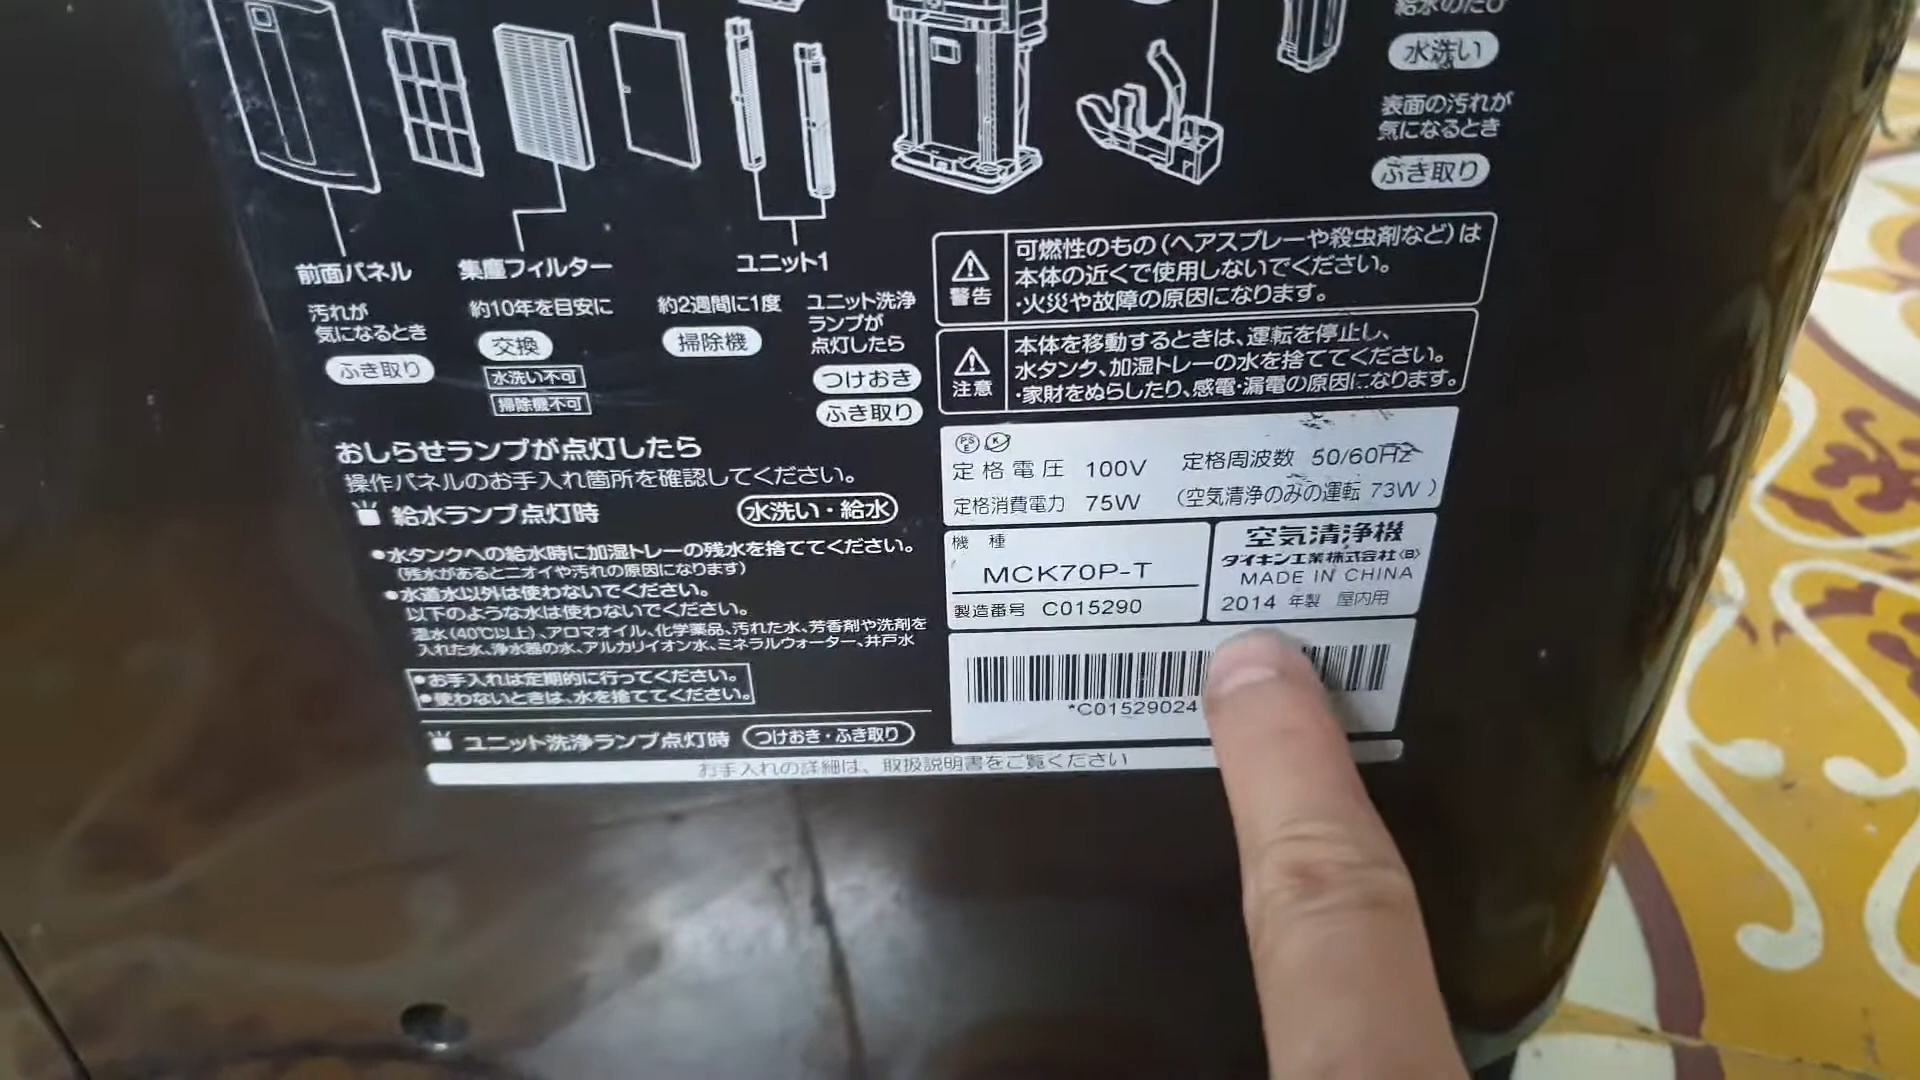 給水のたび
水洗い
表面の汚れが
気になるとき
ふき取り
前面パネル
汚れが
気になるとき
ふき取り
集塵フィルター
約10年を目安に
交換
水洗い不可
掃除機不可
約2週間に1度
掃除機
ユニット1
ユニット洗浄
ランプが
点灯したら
つけおき
ふき取り
警告
可燃性のもの(ヘアスプレーや殺虫剤など)は
本体の近くで使用しないでください。
・火災や故障の原因になります。
注意
本体を移動するときは、運転を停止し、
水タンク、加湿トレーの水を捨ててください。
・家財をぬらしたり、感電・漏電の原因になります。
おしらせランプが点灯したら
操作パネルのお手入れ箇所を確認してください。
給水ランプ点灯時 水洗い・給水
●水タンクへの給水時に加湿トレーの残水を捨ててください。
(残水があるとニオイや汚れの原因になります)
●水道水以外は使わないでください。
以下のような水は使わないでください。
温水(40℃以上)、アロマオイル、化学薬品、汚れた水、芳香剤や洗剤を
入れた水、浄水器の水、アルカリイオン水、ミネラルウォーター、井戸水
●お手入れは定期的に行ってください。
●使わないときは、水を捨ててください。
ユニット洗浄ランプ点灯時 つけおき・ふき取り
お手入れの詳細は、取扱説明書をご覧ください
PSE
定格電圧 100V 定格周波数 50/60Hz
定格消費電力 75W (空気清浄のみの運転 73W)
機種
MCK70P-T
製造番号 C015290
空気清浄機
ダイキン工業株式会社〈B〉
MADE IN CHINA
2014 年製 屋内用
*C01529024